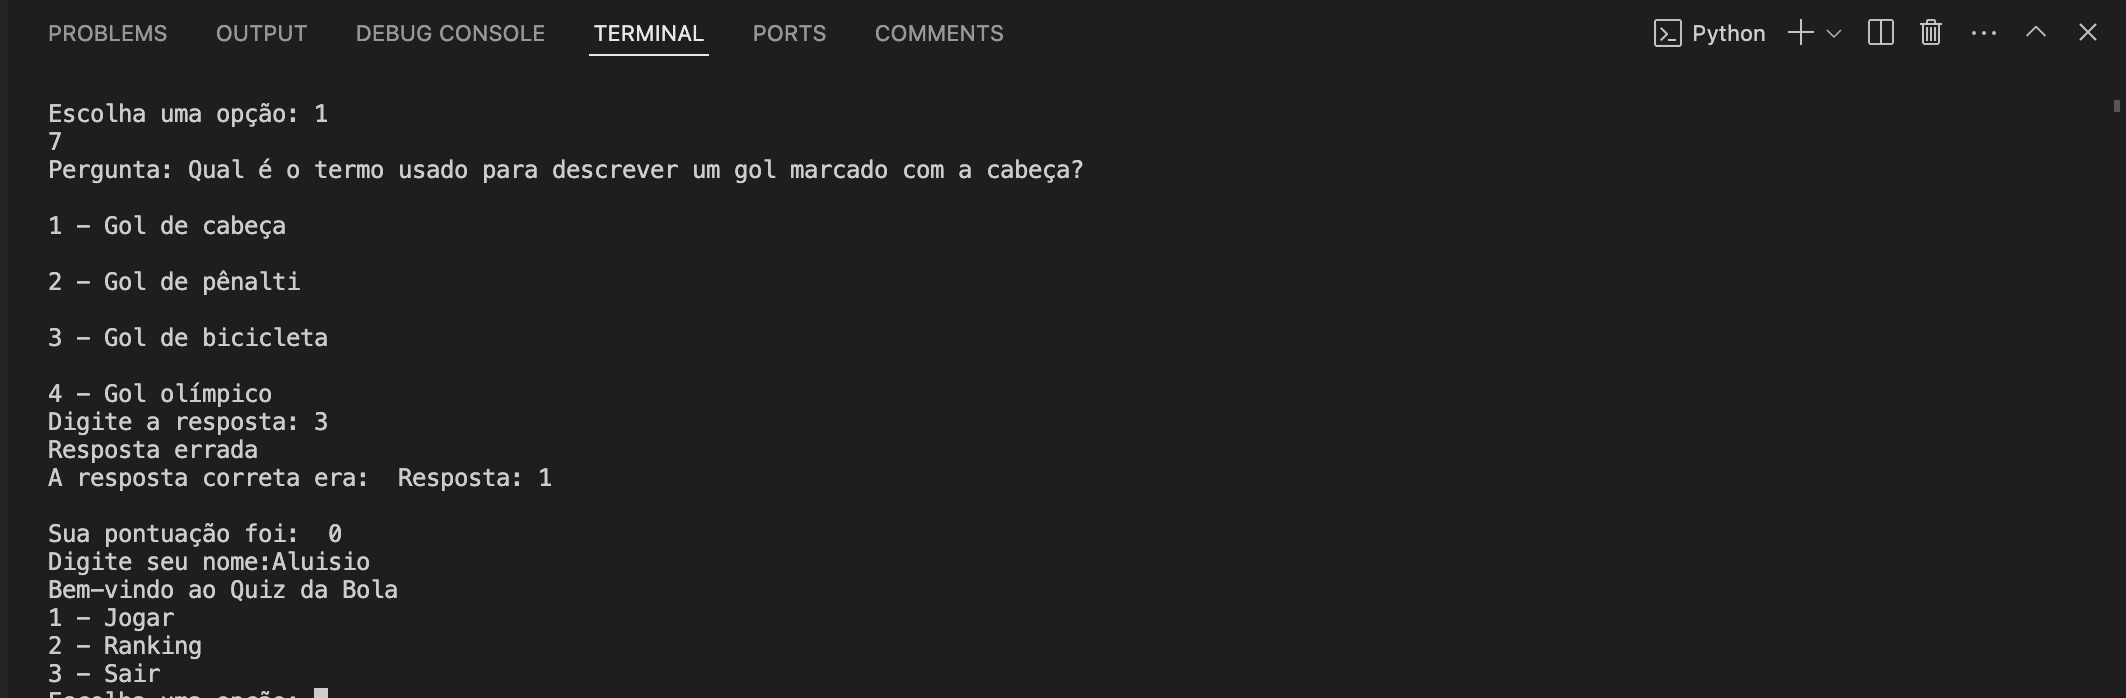 PROBLEMS OUTPUT DEBUG CONSOLE TERMINAL PORTS COMMENTS Python
Escolha uma opção: 1
7
Pergunta: Qual é o termo usado para descrever um gol marcado com a cabeça?
1 - Gol de cabeça
2 - Gol de pênalti
3 - Gol de bicicleta
4 - Gol olímpico
Digite a resposta: 3
Resposta errada
A resposta correta era:  Resposta: 1
Sua pontuação foi:  0
Digite seu nome:Aluisio
Bem-vindo ao Quiz da Bola
1 - Jogar
2 - Ranking
3 - Sair
Escolha uma opção: